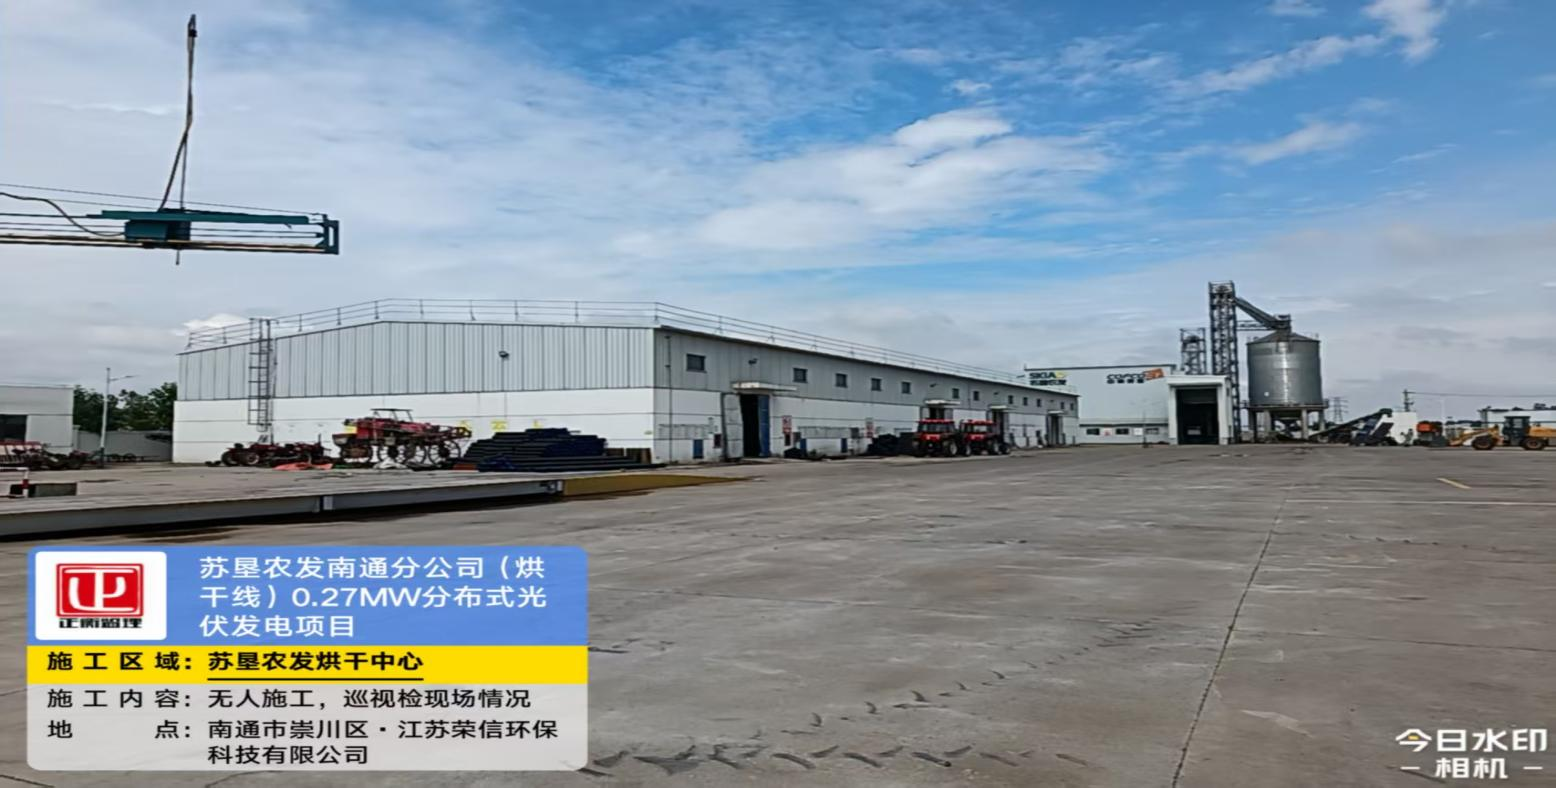 苏垦农发南通分公司（烘
干线）0.27MW分布式光
伏发电项目
正衡管理
施工区域：苏垦农发烘干中心
施工内容：无人施工，巡视检现场情况
地点：南通市崇川区·江苏荣信环保
科技有限公司
今日水印
相机